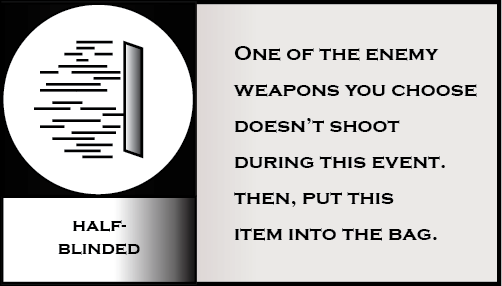 One of the enemy
weapons you choose
doesn't shoot
during this event.
Then, put this
item into the bag.
half-
blinded